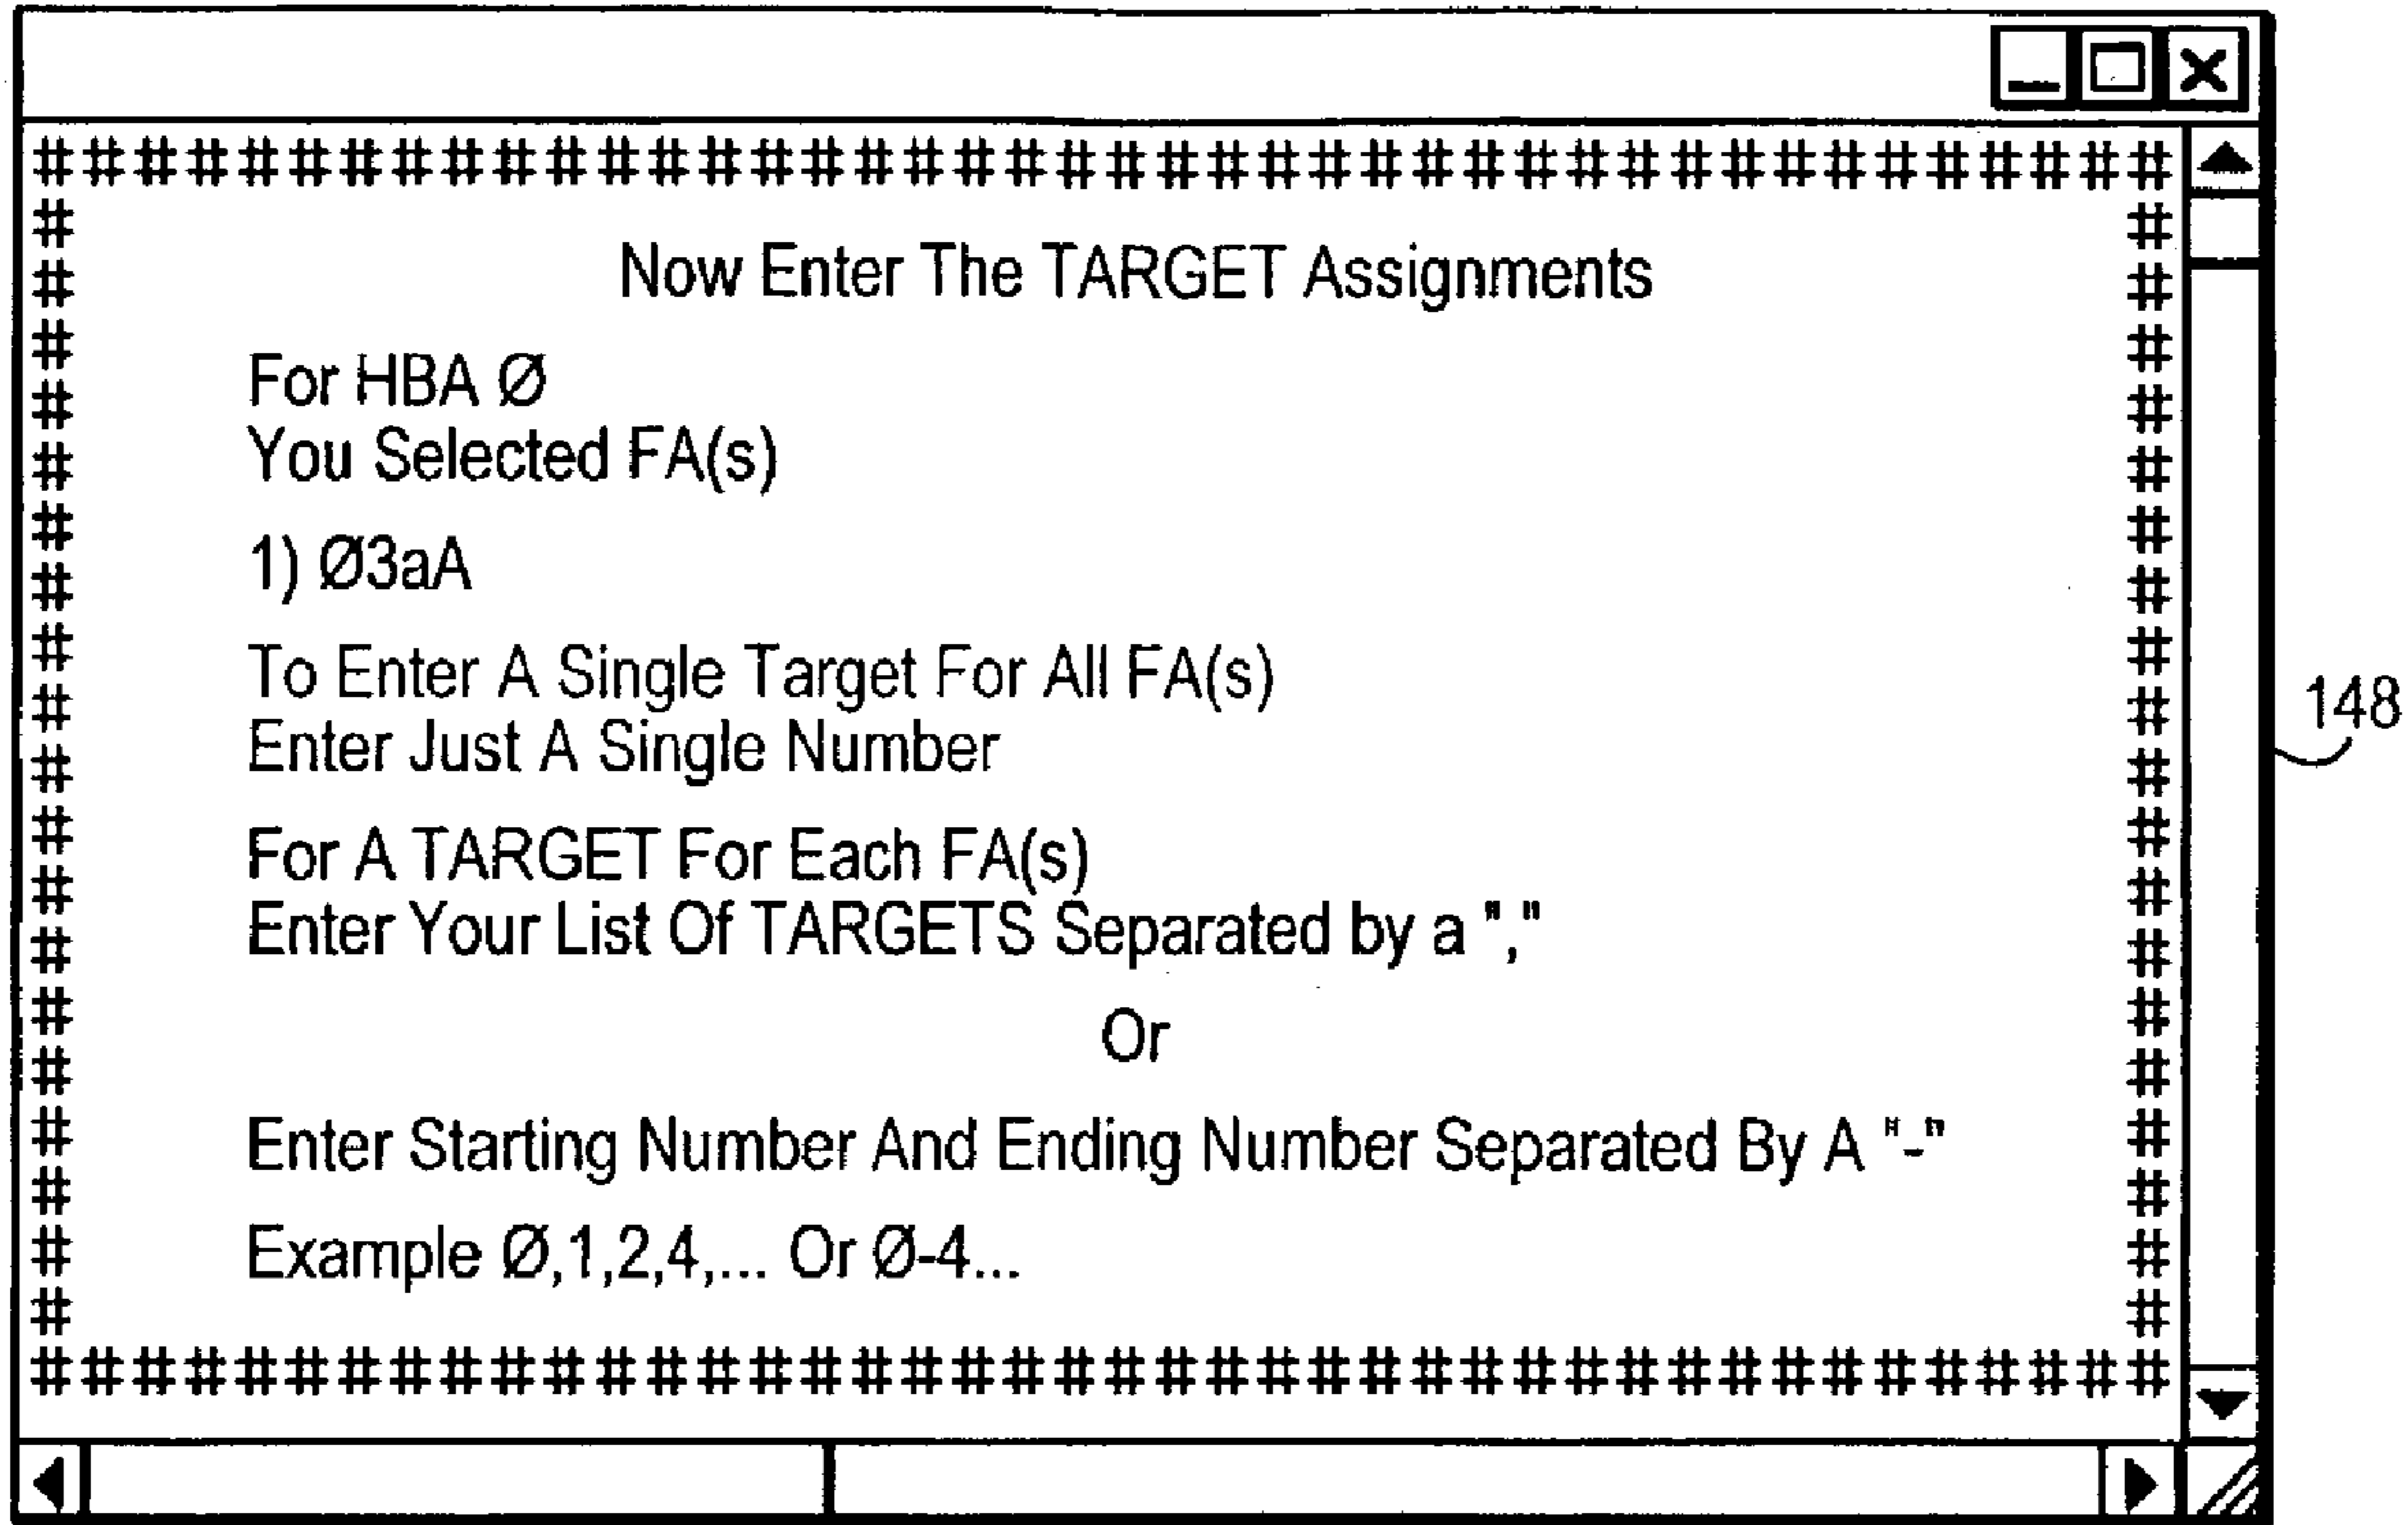 ##########################################
Now Enter The TARGET Assignments
For HBA Ø
You Selected FA(s)
1) Ø3aA
To Enter A Single Target For All FA(s)
Enter Just A Single Number
For A TARGET For Each FA(s)
Enter Your List Of TARGETS Separated by a ","
Or
Enter Starting Number And Ending Number Separated By A "-"
Example Ø,1,2,4,... Or Ø-4...
##########################################
148